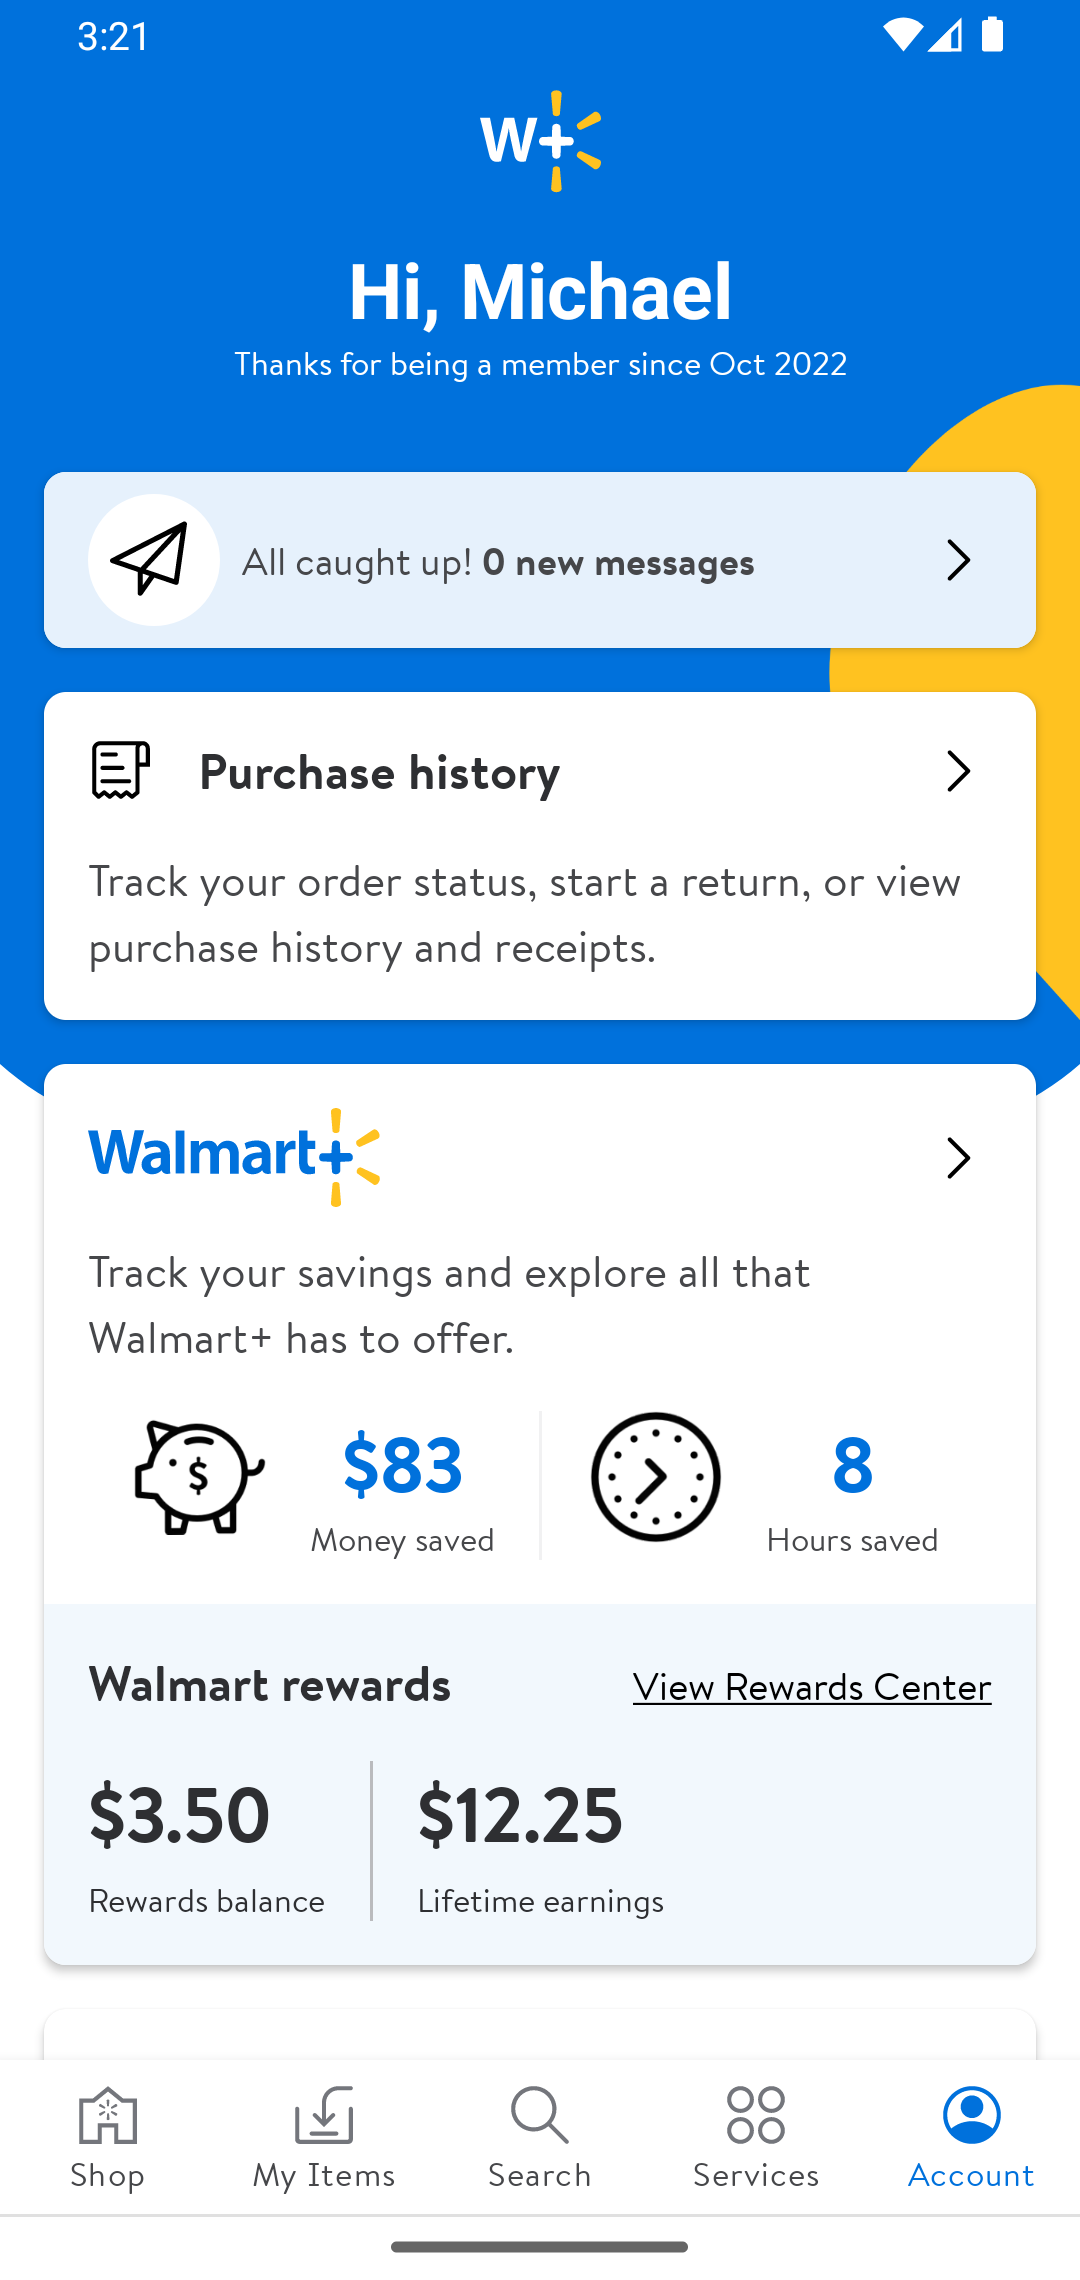 3:21
W+
Hi, Michael
Thanks for being a member since Oct 2022
All caught up! 0 new messages
Purchase history
Track your order status, start a return, or view
purchase history and receipts.
Walmart+
Track your savings and explore all that
Walmart+ has to offer.
$
$83
Money saved
8
Hours saved
Walmart rewards
View Rewards Center
$3.50
Rewards balance
$12.25
Lifetime earnings
Shop
My Items
Search
Services
Account